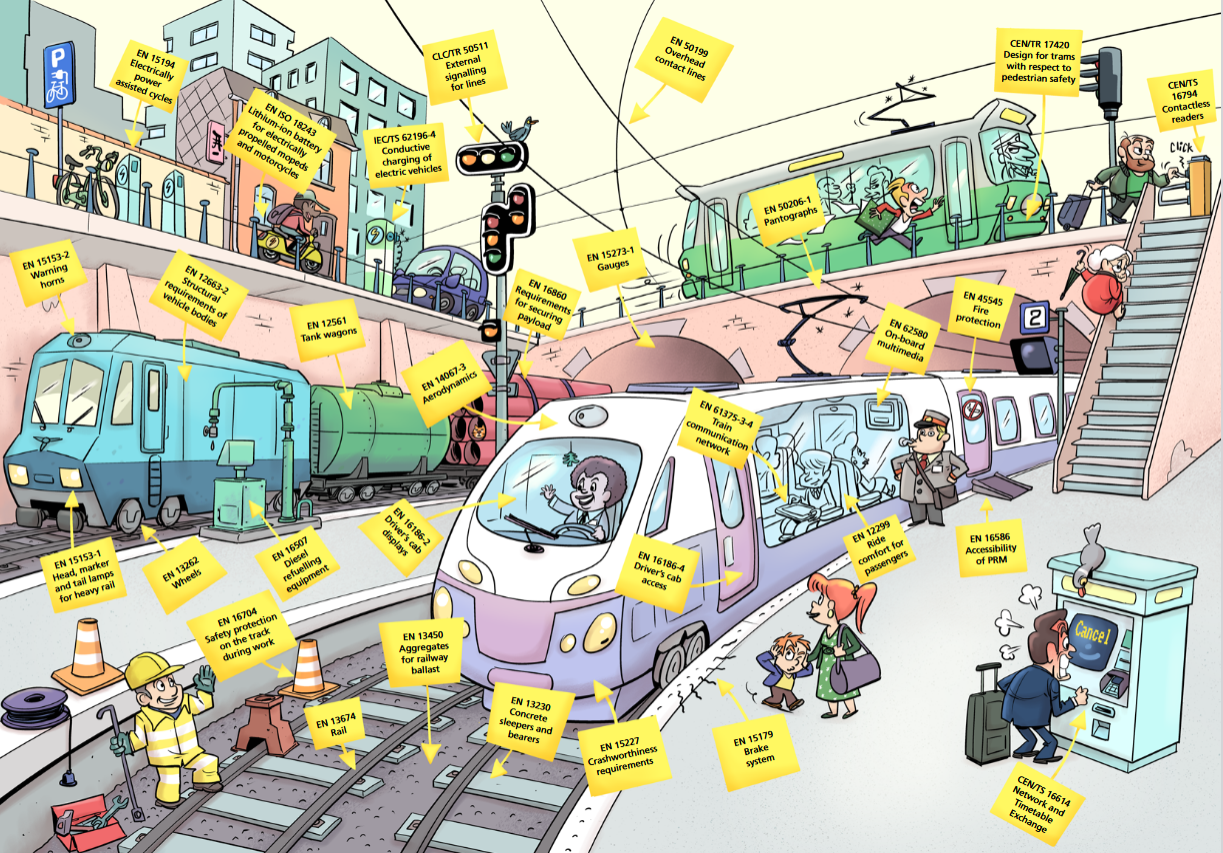 P
EN 15194
Electrically
power
assisted cycles
EN ISO 18243
Lithium-ion battery
for electrically
propelled mopeds
and motorcycles
IEC/TS 62196-4
Conductive
charging of
electric vehicles
CLC/TR 50511
External
signalling
for lines
EN 50199
Overhead
contact lines
CEN/TR 17420
Design for trams
with respect to
pedestrian safety
CEN/TS
16794
Contactless
readers
CLICK
EN 50206-1
Pantographs
EN 15153-2
Warning
horns
EN 12663-2
Structural
requirements of
vehicle bodies
EN 12561
Tank wagons
EN 16860
Requirements
for securing
payload
EN 15273-1
Gauges
EN 45545
Fire
protection
2
EN 62580
On-board
multimedia
EN 14067-3
Aerodynamics
EN 61375-3-4
Train
communication
network
EN 15153-1
Head, marker
and tail lamps
for heavy rail
EN 13262
Wheels
EN 16507
Diesel
refuelling
equipment
EN 16186-2
Driver's cab
displays
EN 16186-4
Driver's cab
access
EN 12299
Ride
comfort for
passengers
EN 16586
Accessibility
of PRM
EN 16704
Safety protection
on the track
during work
EN 13450
Aggregates
for railway
ballast
Cancel
EN 13674
Rail
EN 13230
Concrete
sleepers and
bearers
EN 15227
Crashworthiness
requirements
EN 15179
Brake
system
CEN/TS 16614
Network and
Timetable
Exchange